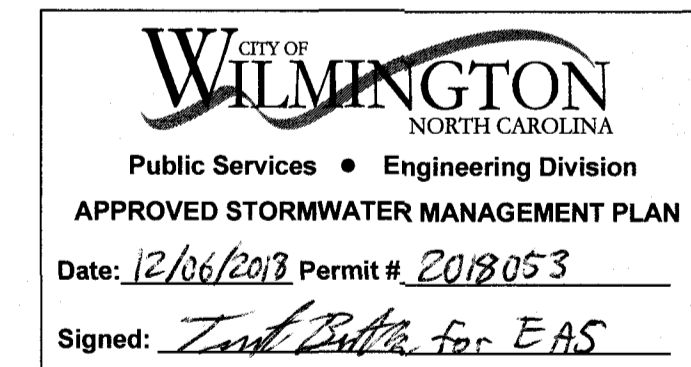 CITY OF
WILMINGTON
NORTH CAROLINA
Public Services ● Engineering Division
APPROVED STORMWATER MANAGEMENT PLAN
Date: 12/06/2018 Permit # 2018053
Signed: for EAS